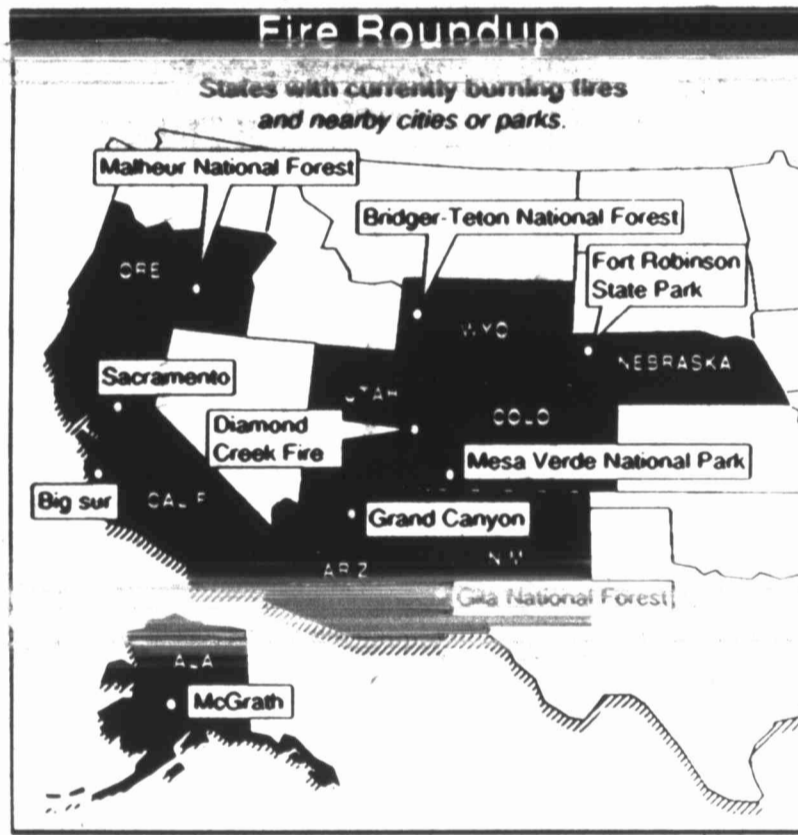 Fire Roundup
States with currently burning fires
and nearby cities or parks.
Malheur National Forest
Bridger-Teton National Forest
Fort Robinson
State Park
ORE
WYO
NEBRASKA
Sacramento
UTAH
COLO
Diamond
Creek Fire
Mesa Verde National Park
Big sur
CALIF
Grand Canyon
ARIZ
N M
Gila National Forest
ALA
McGrath